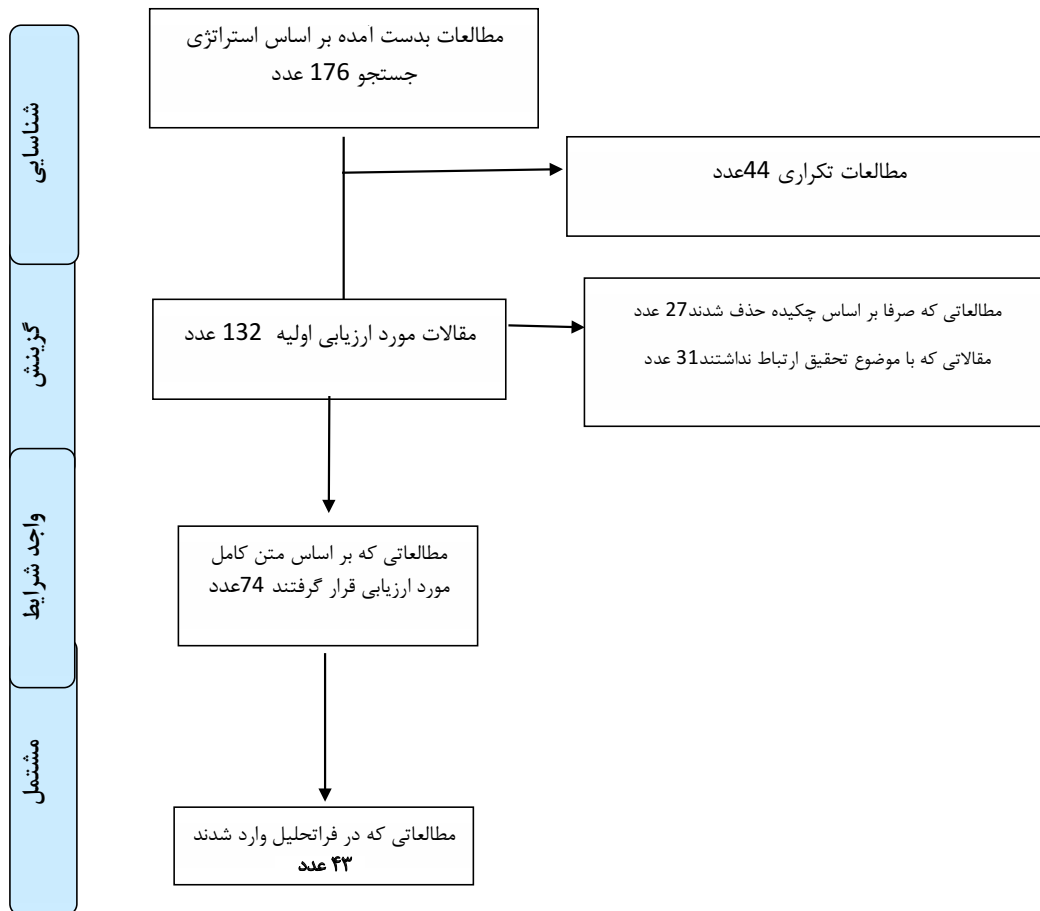 شناسایی
مطالعات بدست آمده بر اساس استراتژی
جستجو 176 عدد
مطالعات تکراری 44عدد
گزینش
مقالات مورد ارزیابی اولیه 132 عدد
مطالعاتی که صرفا بر اساس چکیده حذف شدند27 عدد
مقالاتی که با موضوع تحقیق ارتباط نداشتند31 عدد
واجد شرایط
مطالعاتی که بر اساس متن کامل
مورد ارزیابی قرار گرفتند 74عدد
مشتمل
مطالعاتی که در فراتحلیل وارد شدند
۴۳ عدد